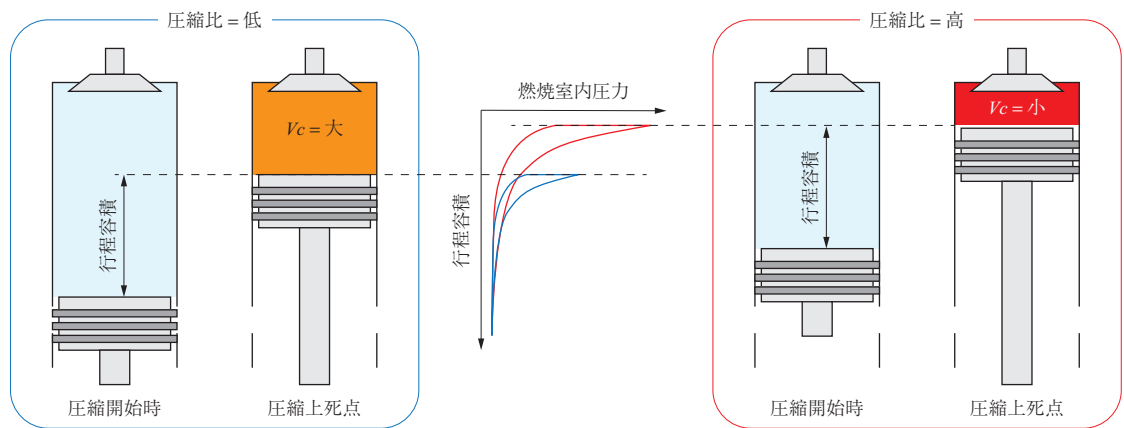 圧縮比 = 低
Vc = 大
行程容積
圧縮開始時
圧縮上死点
燃焼室内圧力
行程容積
圧縮比 = 高
Vc = 小
行程容積
圧縮開始時
圧縮上死点